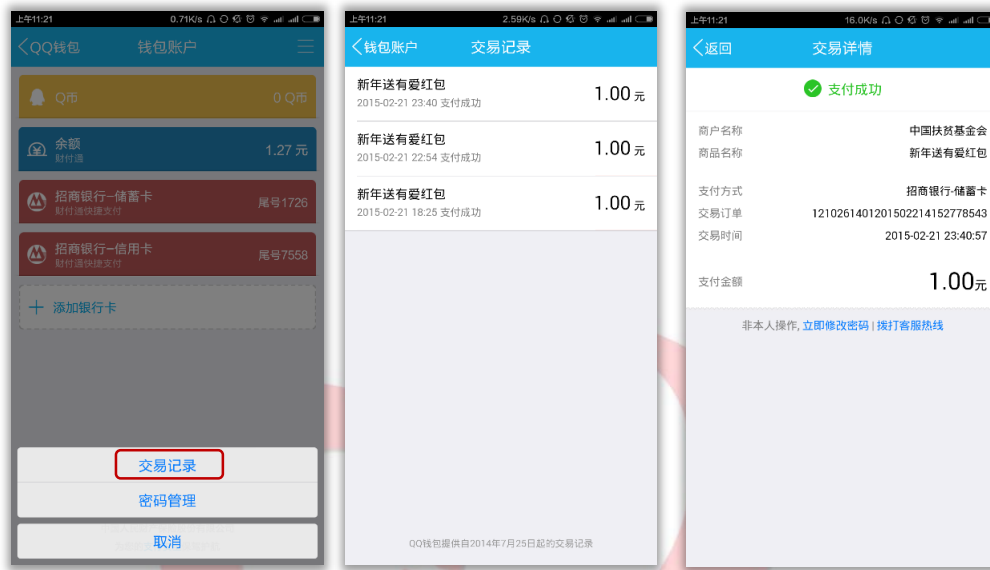 上午11:21
0.71K/s
QQ钱包
钱包账户
Q币
0 Q币
余额
1.27 元
财付通
招商银行-储蓄卡
尾号1726
财付通快捷支付
招商银行-信用卡
尾号7558
财付通快捷支付
添加银行卡
交易记录
密码管理
取消
上午11:21
2.59K/s
钱包账户
交易记录
新年送有爱红包
2015-02-21 23:40 支付成功
1.00 元
新年送有爱红包
2015-02-21 22:54 支付成功
1.00 元
新年送有爱红包
2015-02-21 18:25 支付成功
1.00 元
QQ钱包提供自2014年7月25日起的交易记录
上午11:21
16.0K/s
返回
交易详情
支付成功
商户名称 中国扶贫基金会
商品名称 新年送有爱红包
支付方式 招商银行-储蓄卡
交易订单 1210261401201502214152778543
交易时间 2015-02-21 23:40:57
支付金额 1.00元
非本人操作, 立即修改密码 | 拨打客服热线